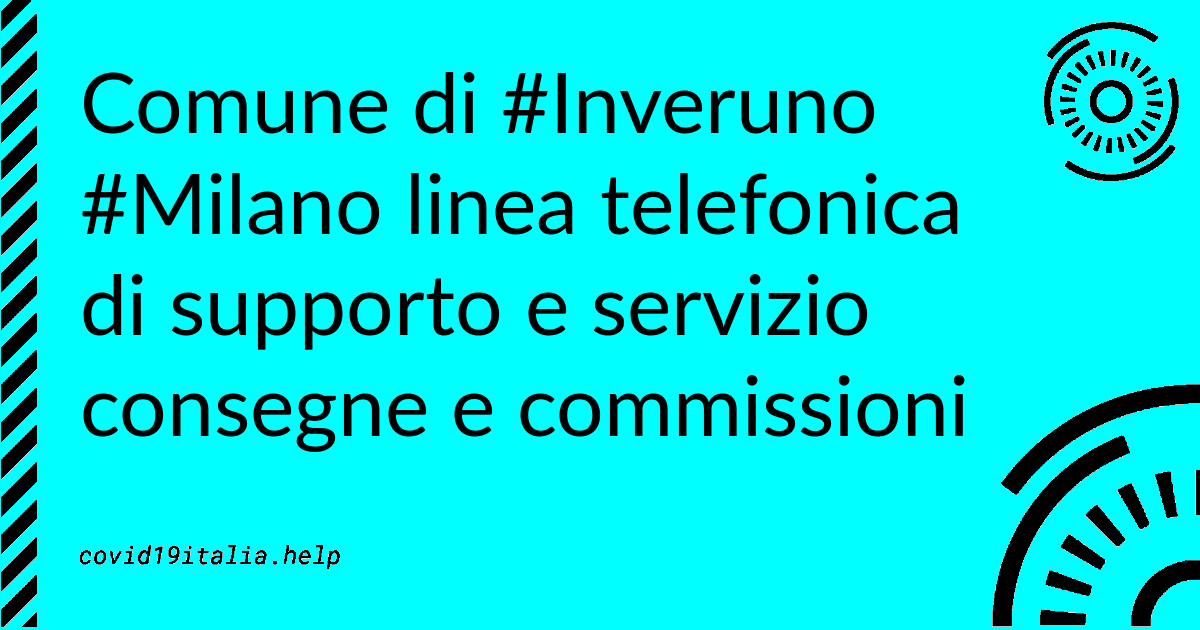 Comune di #Inveruno
#Milano linea telefonica
di supporto e servizio
consegne e commissioni
covid19italia.help